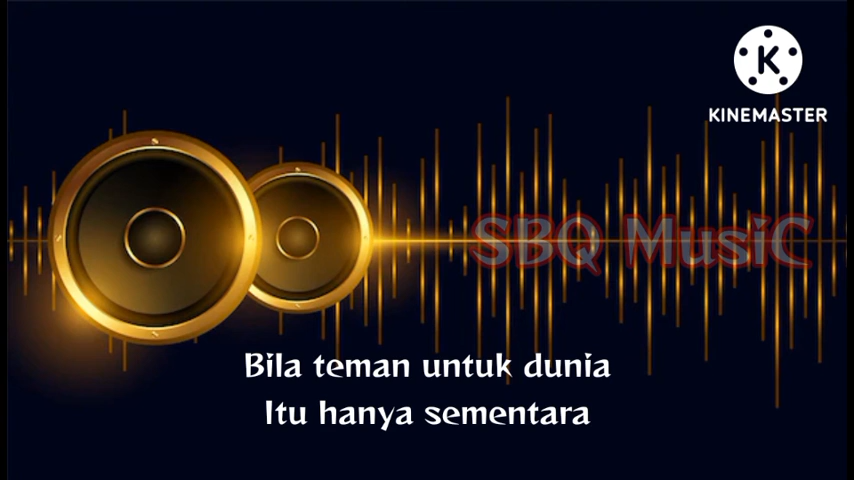 KINEMASTER
SBQ MusiC
Bila teman untuk dunia
Itu hanya sementara